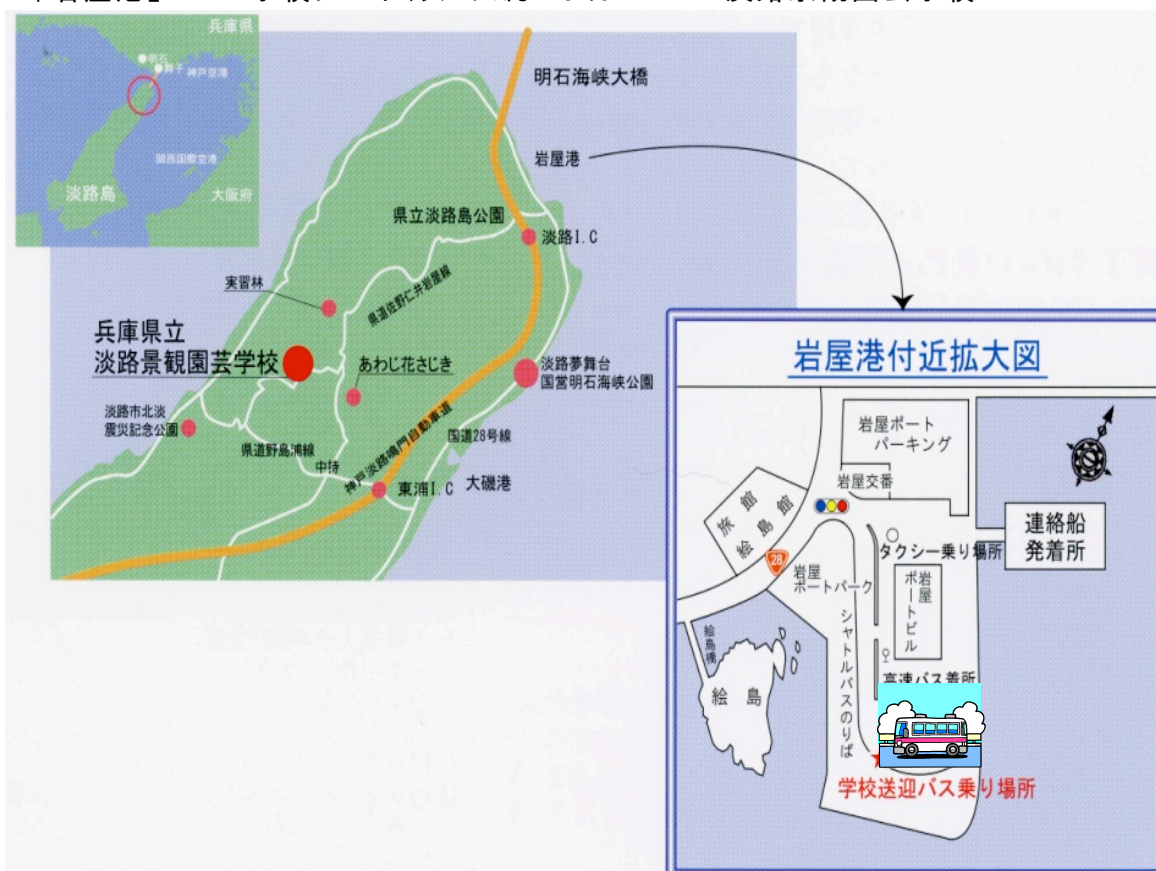 兵庫県
明石
舞子
神戸空港
関西国際空港
大阪府
淡路島
明石海峡大橋
岩屋港
県立淡路島公園
淡路I.C
実習林
県道佐野仁井岩屋線
兵庫県立
淡路景観園芸学校
あわじ花さじき
淡路夢舞台
国営明石海峡公園
淡路市北淡
震災記念公園
県道野島浦線
中持
神戸淡路鳴門自動車道
国道28号線
東浦I.C
大磯港
岩屋港付近拡大図
岩屋ポート
パーキング
岩屋交番
旅館
絵島館
28
タクシー乗り場所
連絡船
発着所
岩屋
ポートパーク
岩屋
ポートビル
シャトルバスのりば
絵島橋
絵島
高速バス着所
学校送迎バス乗り場所